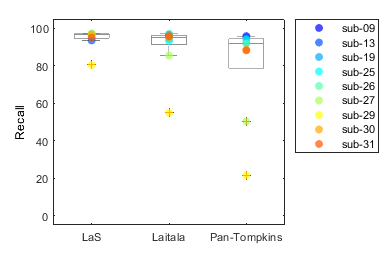 Recall
100
80
60
40
20
0
LaS
Laitala
Pan-Tompkins
sub-09
sub-13
sub-19
sub-25
sub-26
sub-27
sub-29
sub-30
sub-31